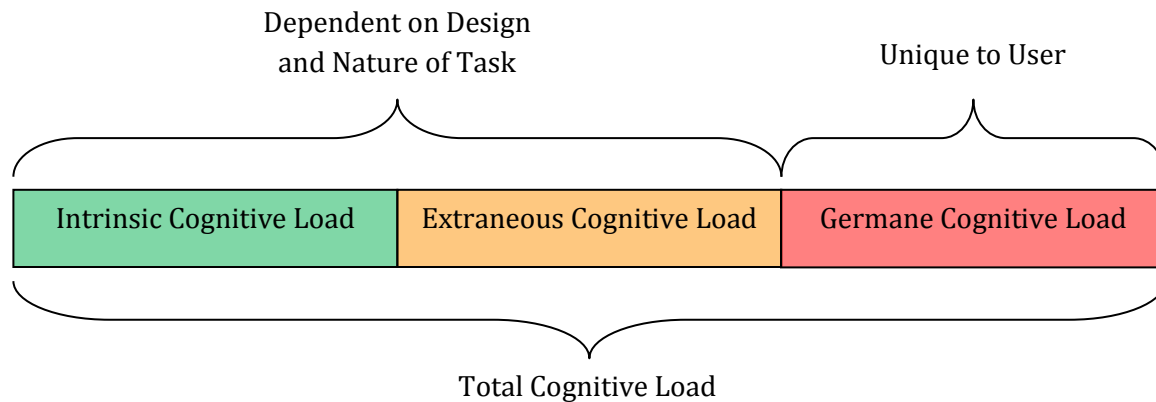 Dependent on Design
and Nature of Task
Unique to User
Intrinsic Cognitive Load
Extraneous Cognitive Load
Germane Cognitive Load
Total Cognitive Load